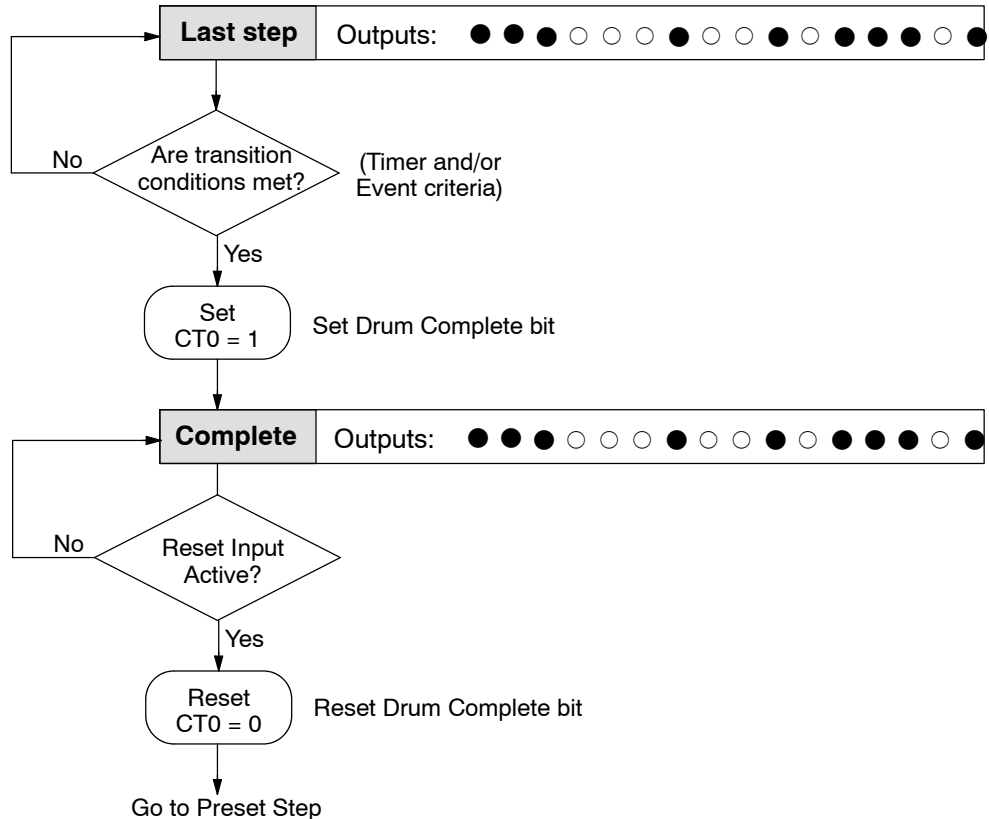 Last step
Outputs:
No
Are transition
conditions met?
(Timer and/or
Event criteria)
Yes
Set
CT0 = 1
Set Drum Complete bit
Complete
Outputs:
No
Reset Input
Active?
Yes
Reset
CT0 = 0
Reset Drum Complete bit
Go to Preset Step